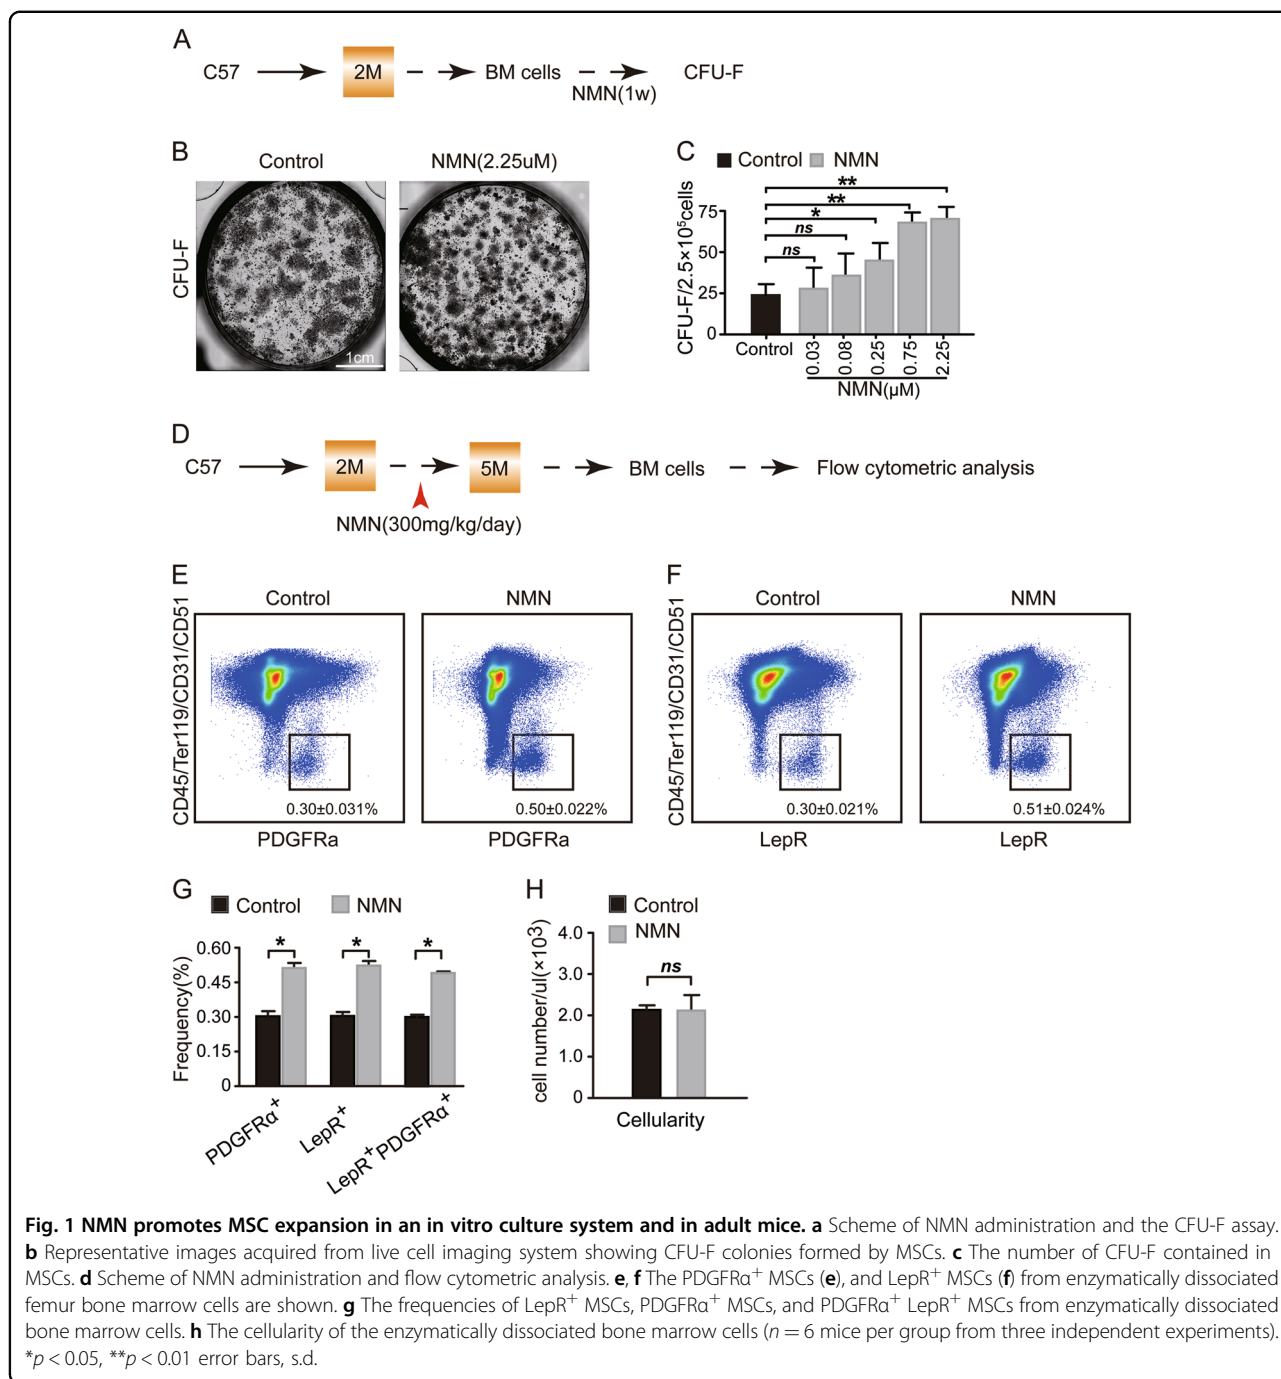 A
C57 2M BM cells CFU-F
NMN(1w)
B
Control NMN(2.25uM)
CFU-F
1cm
C
Control NMN
CFU-F/2.5×10⁵cells
75
50
25
0
** 
**
*
ns
ns
Control 0.03 0.08 0.25 0.75 2.25
NMN(μM)
D
C57 2M 5M BM cells Flow cytometric analysis
NMN(300mg/kg/day)
E
Control NMN
CD45/Ter119/CD31/CD51
0.30±0.031% 0.50±0.022%
PDGFRa PDGFRa
F
Control NMN
CD45/Ter119/CD31/CD51
0.30±0.021% 0.51±0.024%
LepR LepR
G
Control NMN
Frequency(%)
0.60
0.45
0.30
0.15
0
* * *
PDGFRα⁺ LepR⁺ LepR⁺PDGFRα⁺
H
Control
NMN
cell number/ul(×10³)
4.0
3.0
2.0
1.0
0
ns
Cellularity
Fig. 1 NMN promotes MSC expansion in an in vitro culture system and in adult mice. a Scheme of NMN administration and the CFU-F assay.
b Representative images acquired from live cell imaging system showing CFU-F colonies formed by MSCs. c The number of CFU-F contained in
MSCs. d Scheme of NMN administration and flow cytometric analysis. e, f The PDGFRα⁺ MSCs (e), and LepR⁺ MSCs (f) from enzymatically dissociated
femur bone marrow cells are shown. g The frequencies of LepR⁺ MSCs, PDGFRα⁺ MSCs, and PDGFRα⁺ LepR⁺ MSCs from enzymatically dissociated
bone marrow cells. h The cellularity of the enzymatically dissociated bone marrow cells (n = 6 mice per group from three independent experiments).
*p < 0.05, **p < 0.01 error bars, s.d.